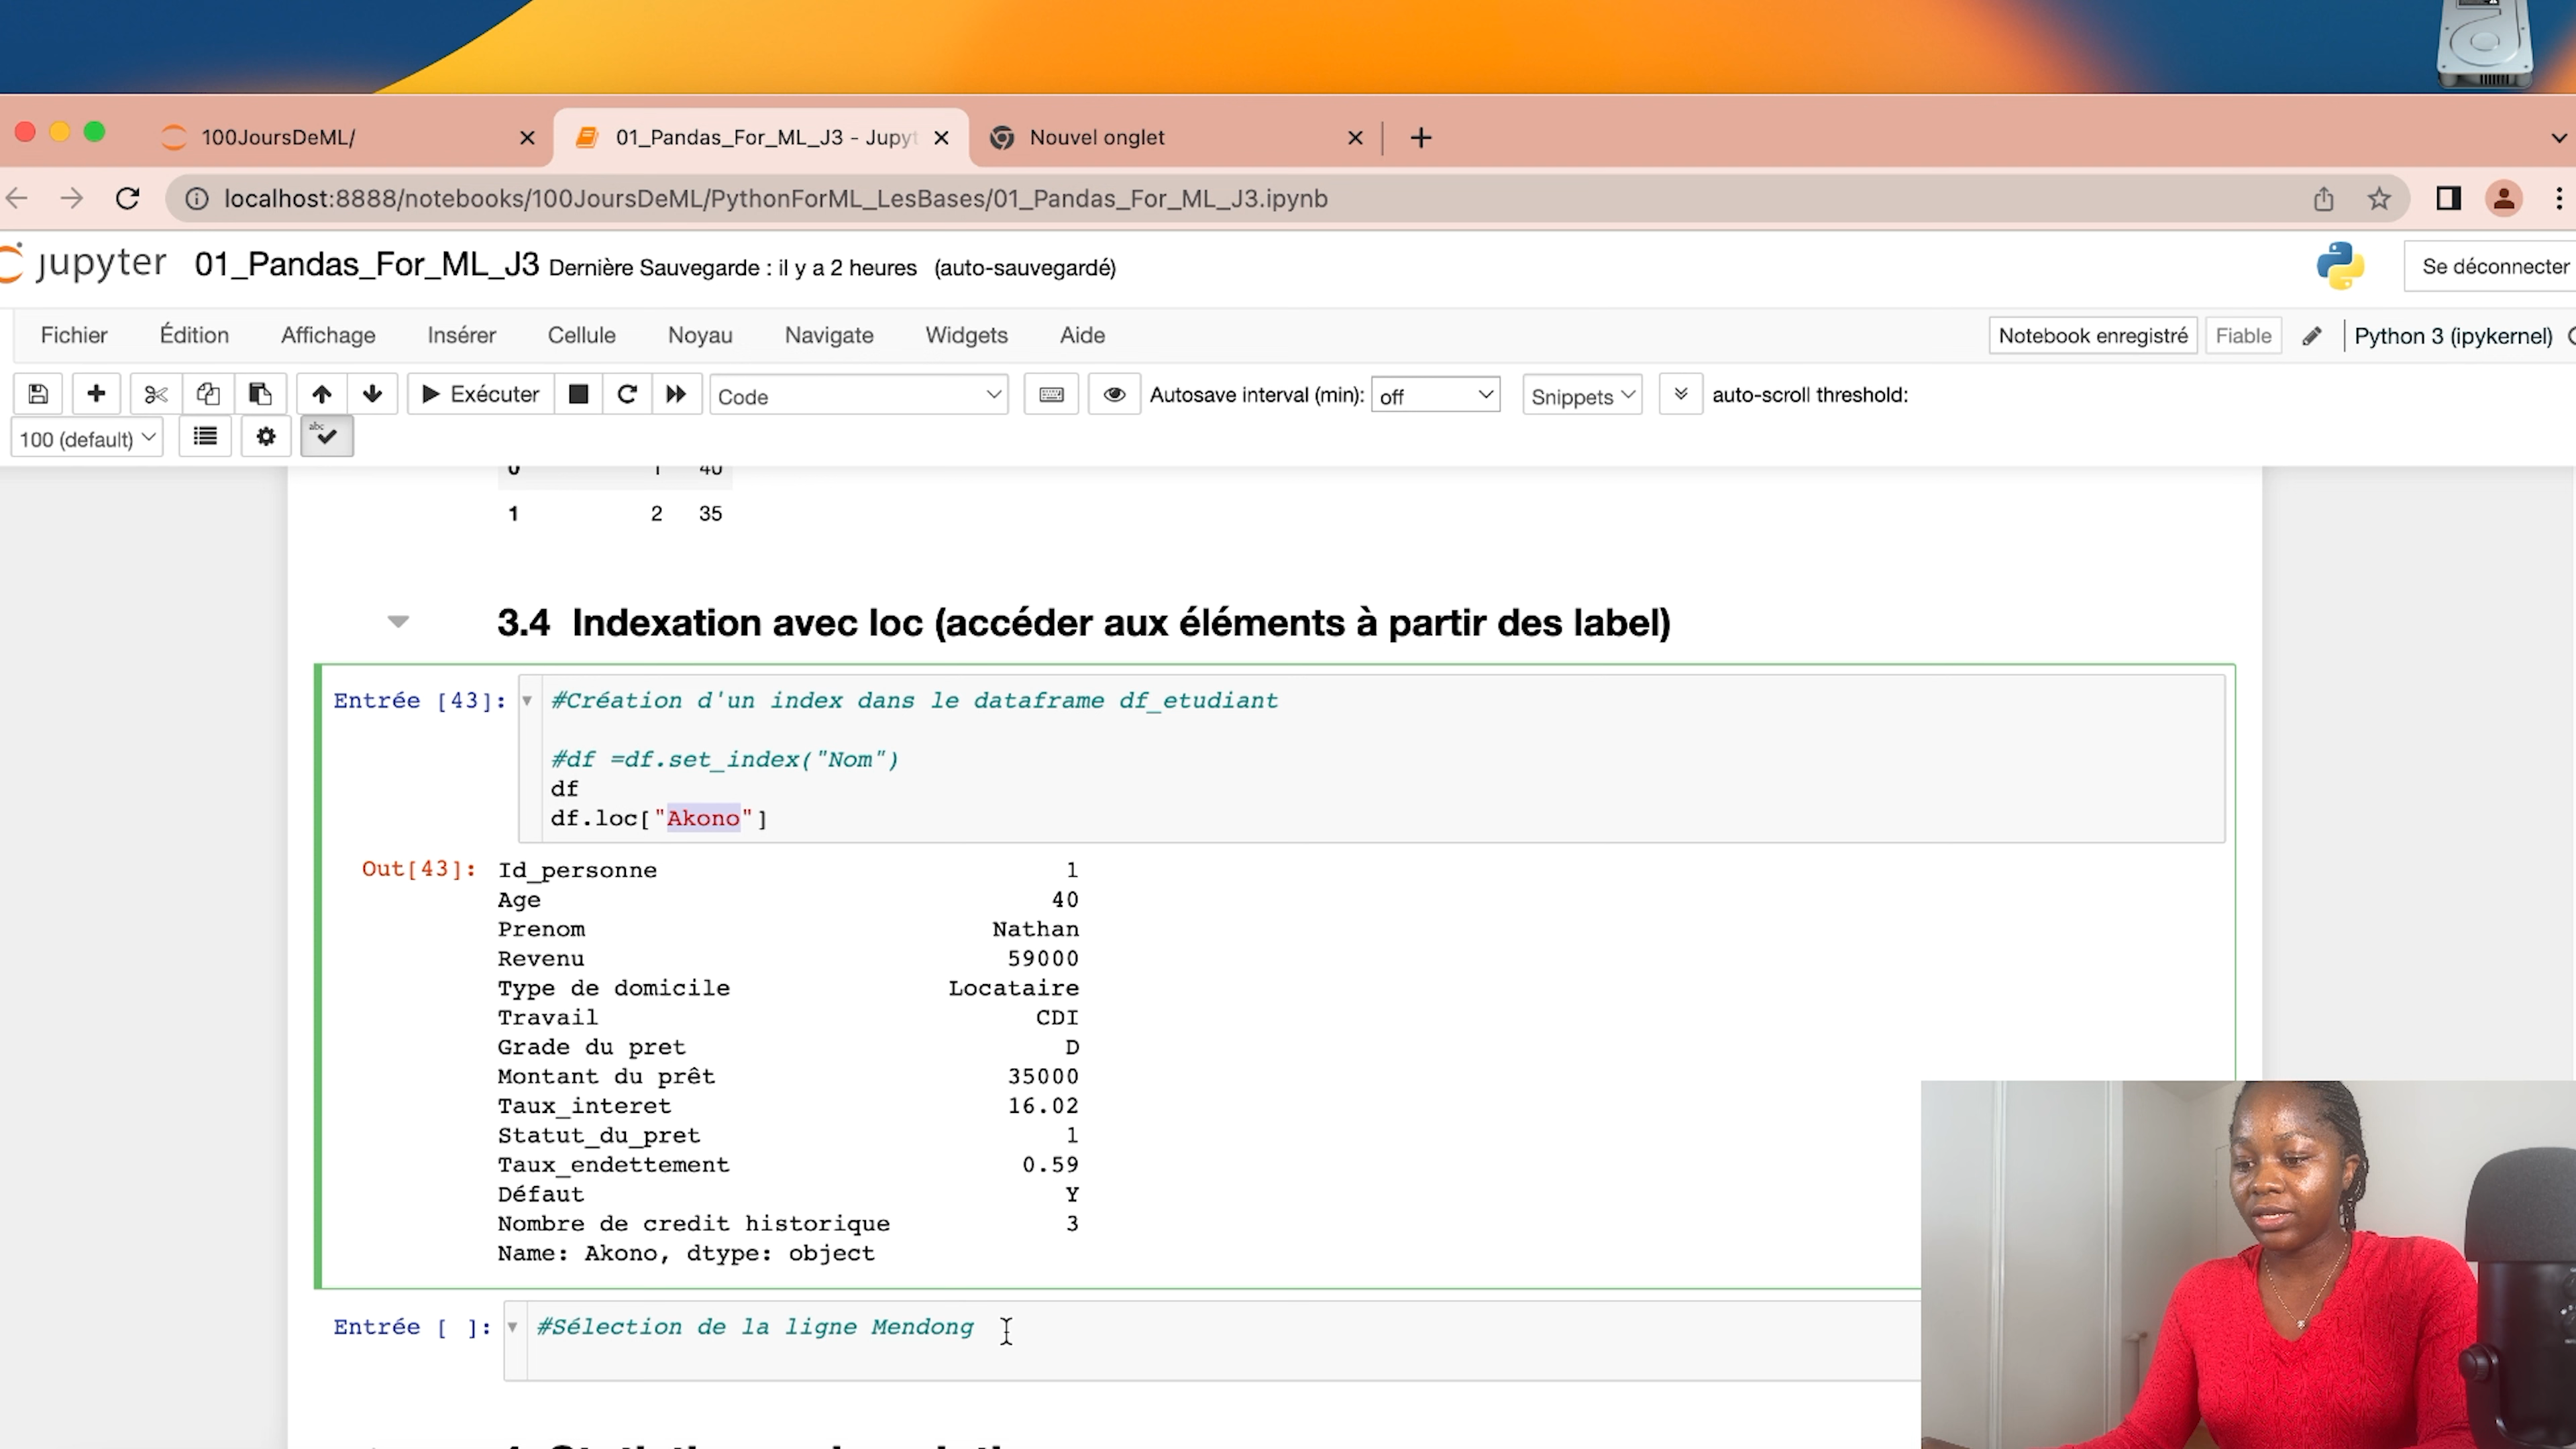 100JoursDeML/
01_Pandas_For_ML_J3 - Jupyt
Nouvel onglet
localhost:8888/notebooks/100JoursDeML/PythonForML_LesBases/01_Pandas_For_ML_J3.ipynb
jupyter 01_Pandas_For_ML_J3 Dernière Sauvegarde : il y a 2 heures (auto-sauvegardé)
Se déconnecter
Fichier Édition Affichage Insérer Cellule Noyau Navigate Widgets Aide
Notebook enregistré Fiable Python 3 (ipykernel)
Exécuter Code Autosave interval (min): off Snippets auto-scroll threshold:
100 (default) abc
0 1 40
1 2 35
3.4 Indexation avec loc (accéder aux éléments à partir des label)
Entrée [43]: #Création d'un index dans le dataframe df_etudiant
#df =df.set_index("Nom")
df
df.loc["Akono"]
Out[43]: Id_personne 1
Age 40
Prenom Nathan
Revenu 59000
Type de domicile Locataire
Travail CDI
Grade du pret D
Montant du prêt 35000
Taux_interet 16.02
Statut_du_pret 1
Taux_endettement 0.59
Défaut Y
Nombre de credit historique 3
Name: Akono, dtype: object
Entrée [ ]: #Sélection de la ligne Mendong